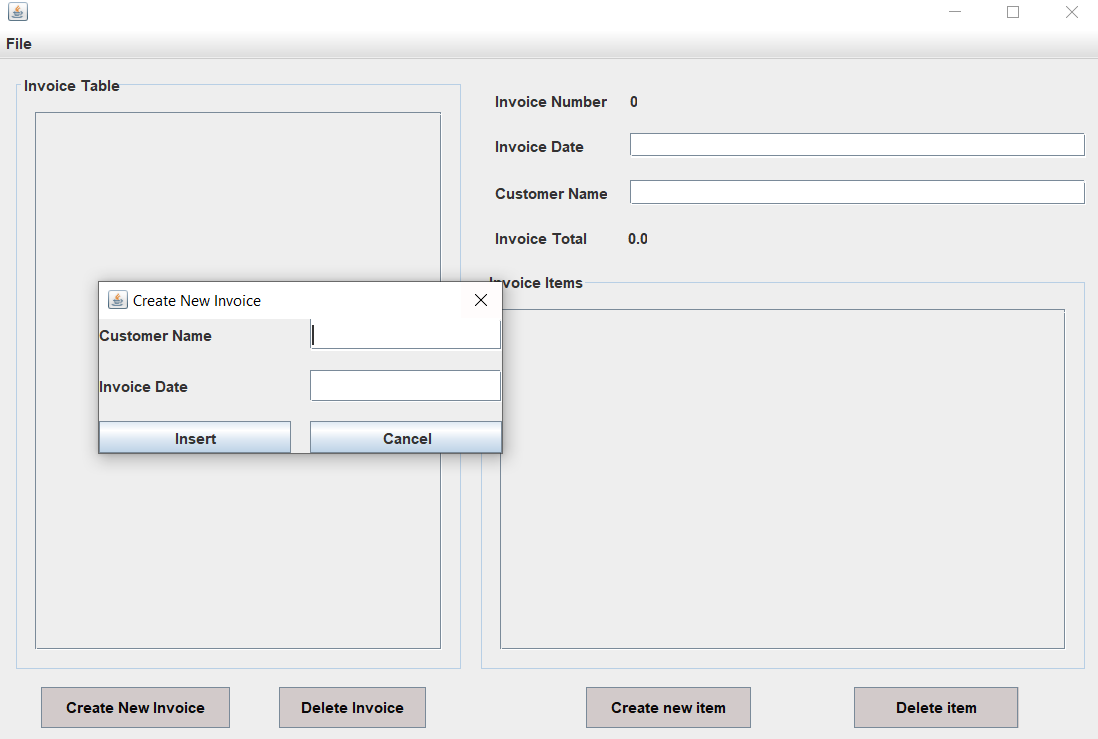 File
Invoice Table
Invoice Number 0
Invoice Date
Customer Name
Invoice Total 0.0
Invoice Items
Create New Invoice
Customer Name
Invoice Date
Insert Cancel
Create New Invoice Delete Invoice Create new item Delete item